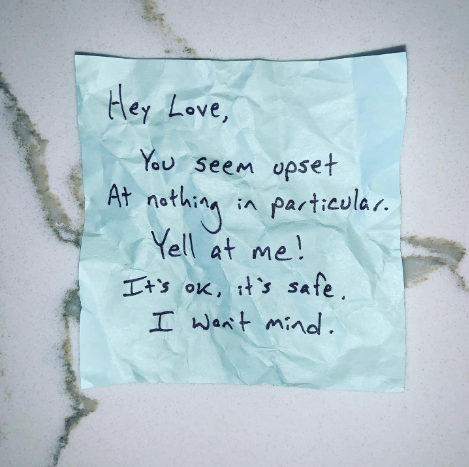 Hey Love,
You seem upset
At nothing in particular.
Yell at me!
It's ok, it's safe.
I won't mind.